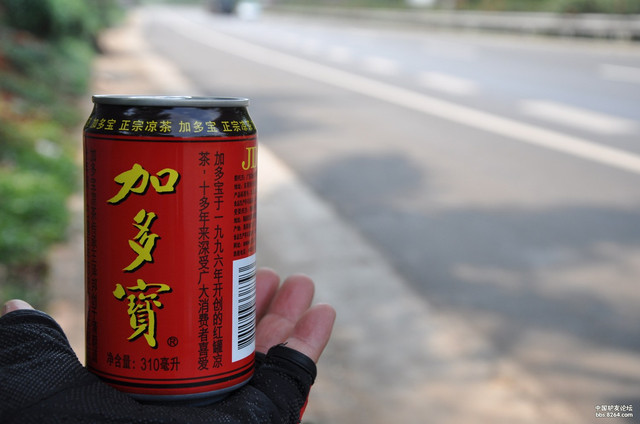 加多宝 正宗凉茶 加多宝 正宗
加多寳®
净含量：310毫升
加多宝于一九九六年开创的红罐凉
茶，十多年来深受广大消费者喜爱
JD
中国驴友论坛
bbs.8264.com